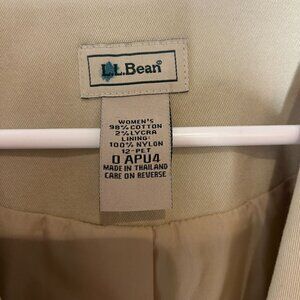 L.L.Bean®
WOMEN'S
98% COTTON
2% LYCRA
LINING:
100% NYLON
12-PET
0 APU4
MADE IN THAILAND
CARE ON REVERSE